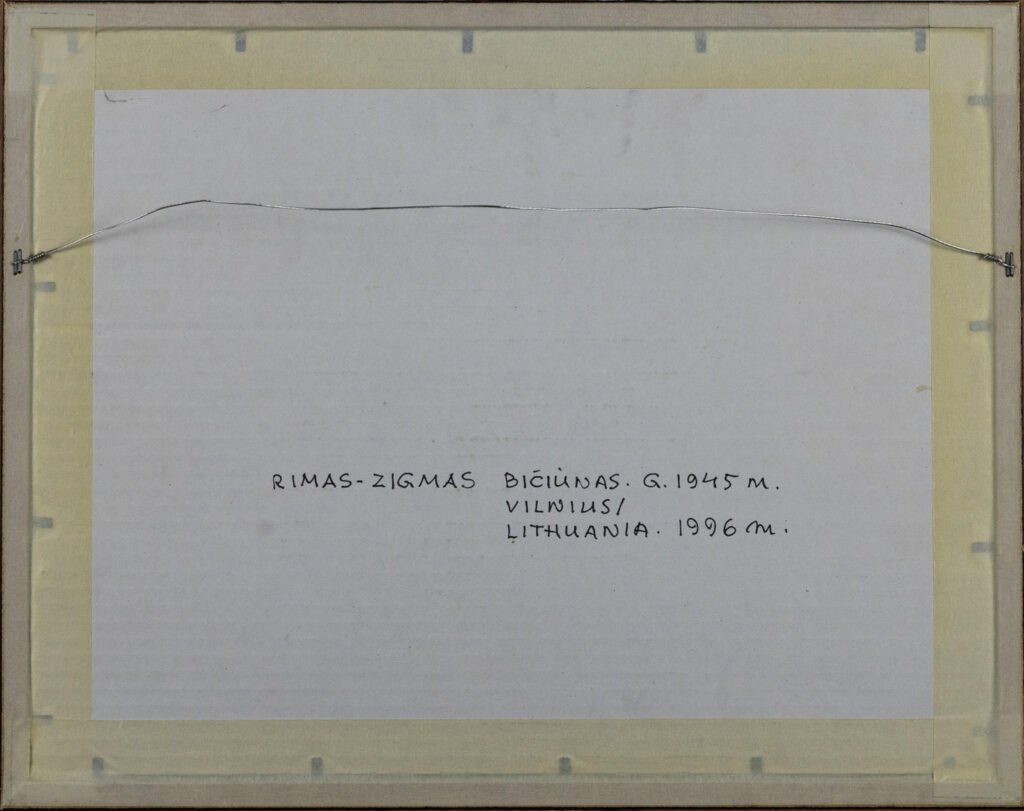 RIMAS-ZIGMAS BIČIŪNAS. G. 1945 M.
VILNIUS/
LITHUANIA. 1996 m.